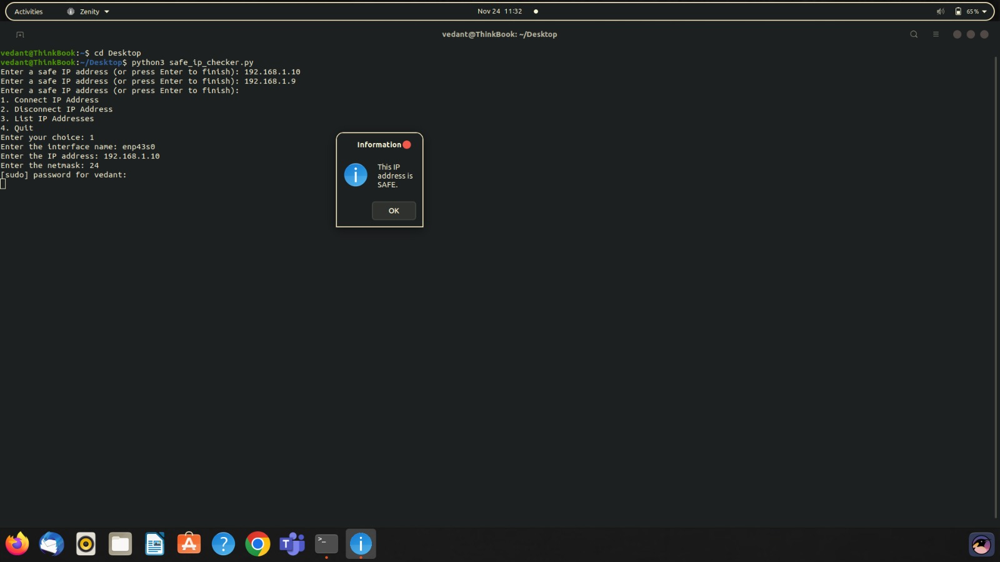 Activities
Zenity
Nov 24 11:32
65 %
vedant@ThinkBook: ~/Desktop
vedant@ThinkBook:~$ cd Desktop
vedant@ThinkBook:~/Desktop$ python3 safe_ip_checker.py
Enter a safe IP address (or press Enter to finish): 192.168.1.10
Enter a safe IP address (or press Enter to finish): 192.168.1.9
Enter a safe IP address (or press Enter to finish):
1. Connect IP Address
2. Disconnect IP Address
3. List IP Addresses
4. Quit
Enter your choice: 1
Enter the interface name: enp43s0
Enter the IP address: 192.168.1.10
Enter the netmask: 24
[sudo] password for vedant:
Information
This IP
address is
SAFE.
OK